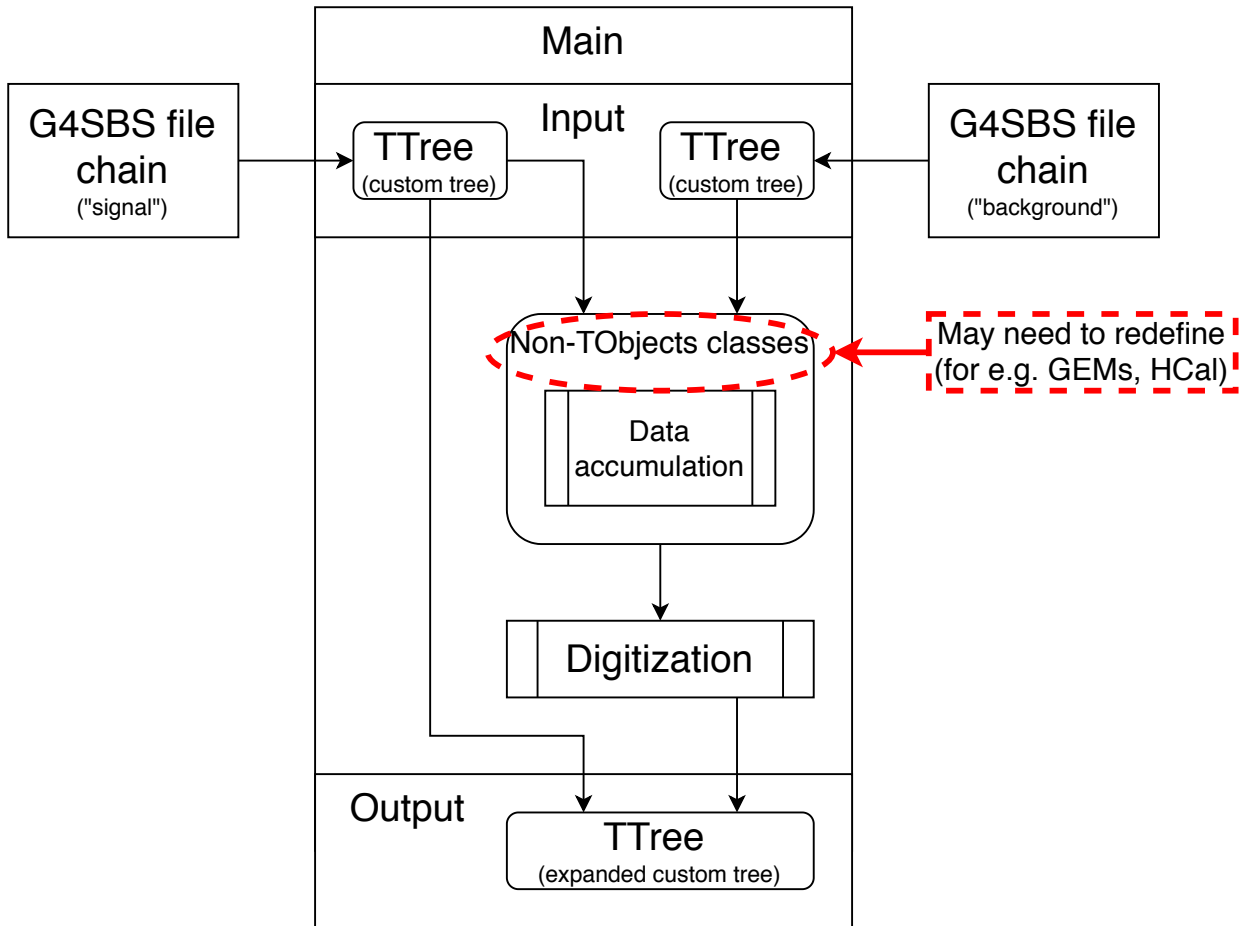 Main
G4SBS file
chain
("signal")
Input
TTree
(custom tree)
TTree
(custom tree)
G4SBS file
chain
("background")
Non-TObjects classes
May need to redefine
(for e.g. GEMs, HCal)
Data
accumulation
Digitization
Output
TTree
(expanded custom tree)